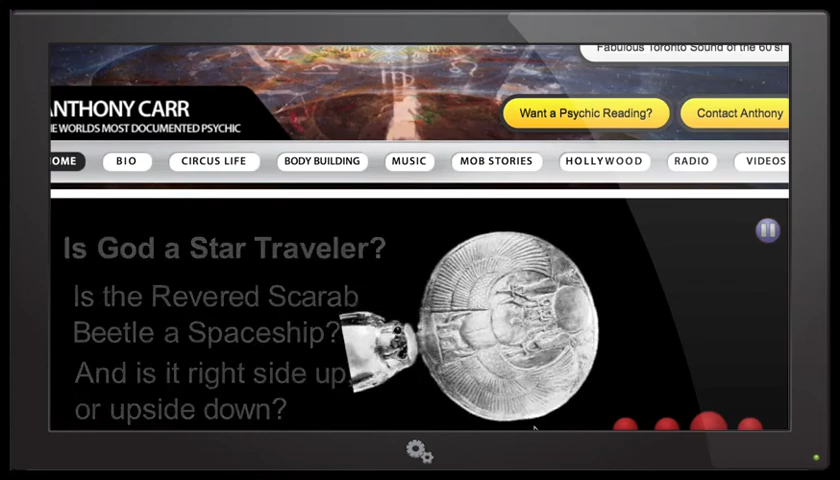 Fabulous Toronto Sound of the 60's!
ANTHONY CARR
HE WORLDS MOST DOCUMENTED PSYCHIC
Want a Psychic Reading?
Contact Anthony
OME
BIO
CIRCUS LIFE
BODY BUILDING
MUSIC
MOB STORIES
HOLLYWOOD
RADIO
VIDEOS
Is God a Star Traveler?
Is the Revered Scarab
Beetle a Spaceship?
And is it right side up,
or upside down?